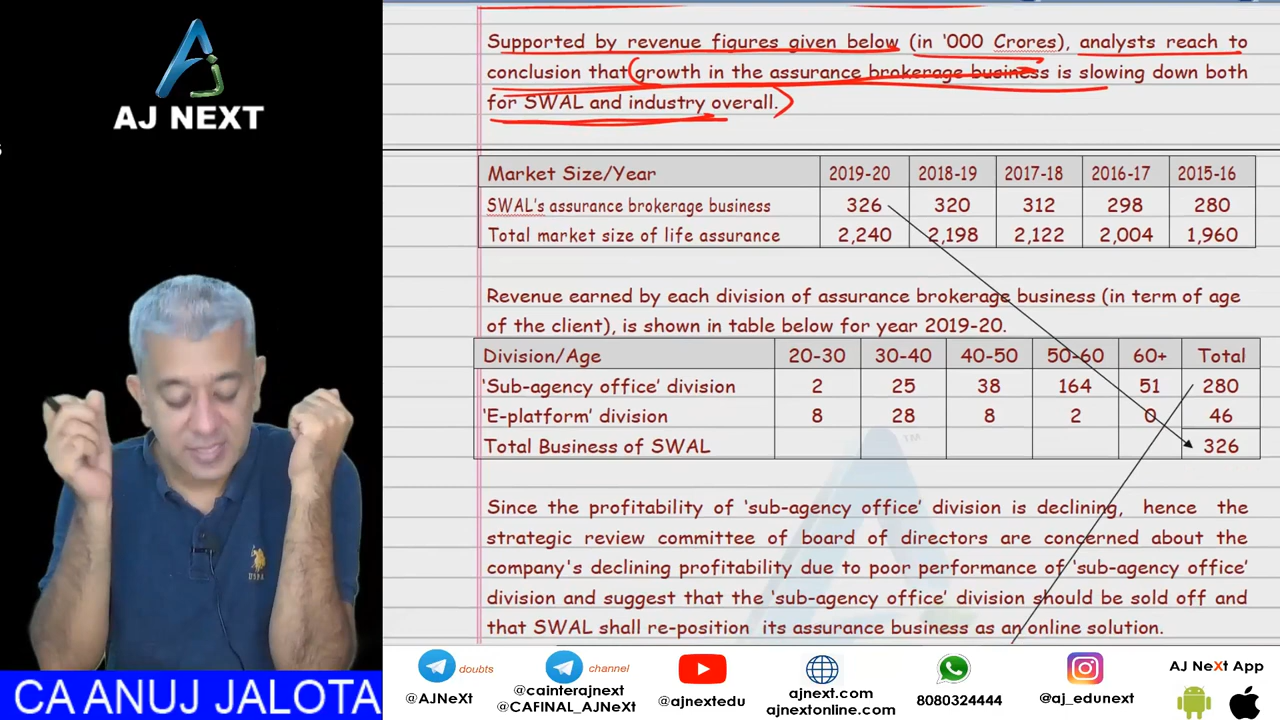 AJ NEXT
Supported by revenue figures given below (in '000 Crores), analysts reach to
conclusion that growth in the assurance brokerage business is slowing down both
for SWAL and industry overall.
Market Size/Year 2019-20 2018-19 2017-18 2016-17 2015-16
SWAL's assurance brokerage business 326 320 312 298 280
Total market size of life assurance 2,240 2,198 2,122 2,004 1,960
Revenue earned by each division of assurance brokerage business (in term of age
of the client), is shown in table below for year 2019-20.
Division/Age 20-30 30-40 40-50 50-60 60+ Total
'Sub-agency office' division 2 25 38 164 51 280
'E-platform' division 8 28 8 2 0 46
Total Business of SWAL 326
Since the profitability of 'sub-agency office' division is declining, hence the
strategic review committee of board of directors are concerned about the
company's declining profitability due to poor performance of 'sub-agency office'
division and suggest that the 'sub-agency office' division should be sold off and
that SWAL shall re-position its assurance business as an online solution.
USPA
CA ANUJ JALOTA
doubts
@AJNeXt
channel
@cainterajnext
@CAFINAL_AJNeXt
@ajnextedu
ajnext.com
ajnextonline.com
8080324444
@aj_edunext
AJ NeXt App